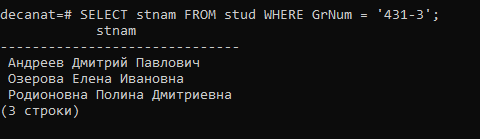 decanat=# SELECT stnam FROM stud WHERE GrNum = '431-3';
stnam
------------------------------
Андреев Дмитрий Павлович
Озерова Елена Ивановна
Родионовна Полина Дмитриевна
(3 строки)